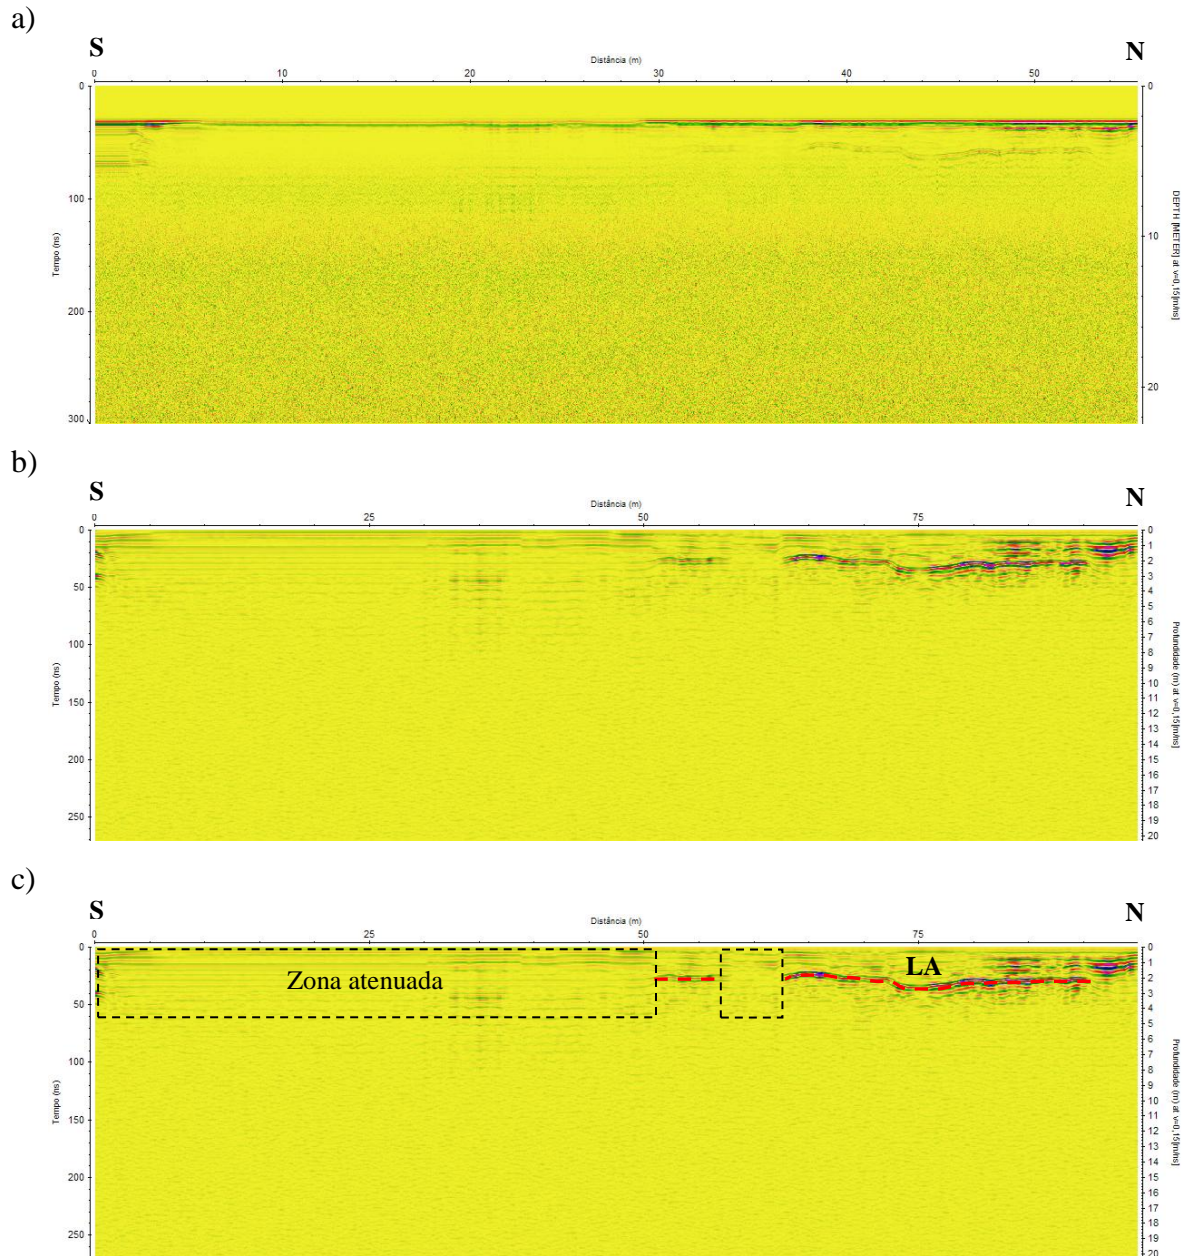 a)
S
N
Distância (m)
0 10 20 30 40 50
0
100
200
300
Tempo (ns)
0
10
20
DEPTH [METER] at v=0,15[m/ns]
b)
S
N
Distância (m)
0 25 50 75
0
50
100
150
200
250
Tempo (ns)
0
1
2
3
4
5
6
7
8
9
10
11
12
13
14
15
16
17
18
19
20
Profundidade (m) at v=0,15[m/ns]
c)
S
N
Distância (m)
0 25 50 75
0
50
100
150
200
250
Tempo (ns)
Zona atenuada
LA
0
1
2
3
4
5
6
7
8
9
10
11
12
13
14
15
16
17
18
19
20
Profundidade (m) at v=0,15[m/ns]